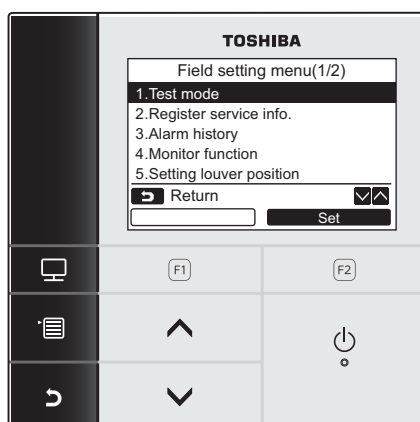 TOSHIBA
Field setting menu(1/2)
1.Test mode
2.Register service info.
3.Alarm history
4.Monitor function
5.Setting louver position
Return
Set
F1
F2